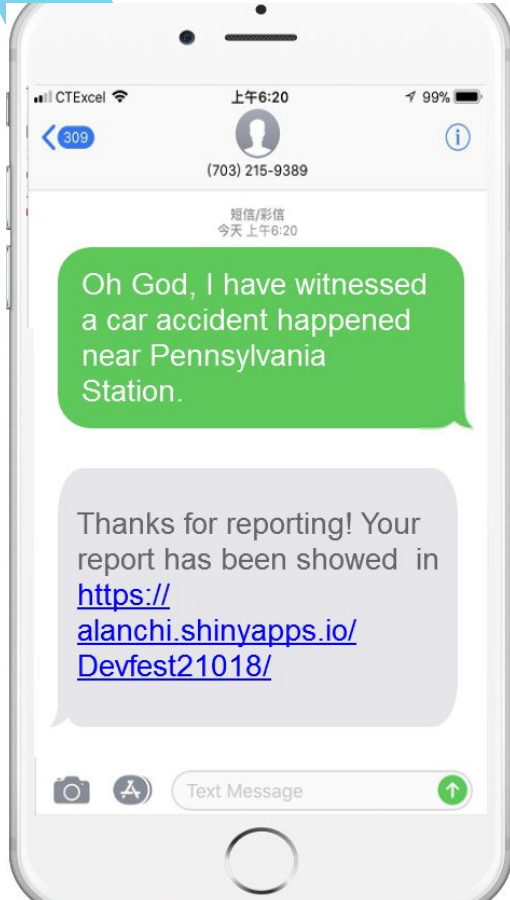 CTExcel 上午6:20 99%
309
(703) 215-9389
短信/彩信
今天 上午6:20
Oh God, I have witnessed
a car accident happened
near Pennsylvania
Station.
Thanks for reporting! Your
report has been showed in
https://
alanchi.shinyapps.io/
Devfest21018/
Text Message